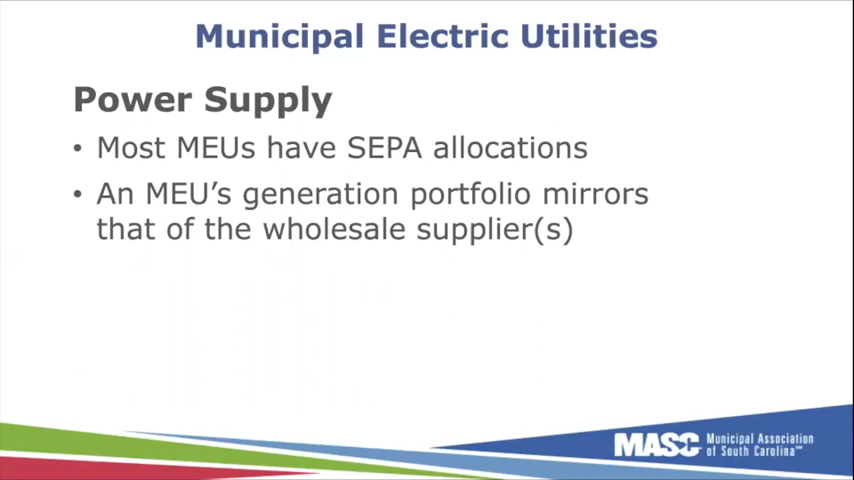 Municipal Electric Utilities
Power Supply
• Most MEUs have SEPA allocations
• An MEU’s generation portfolio mirrors
that of the wholesale supplier(s)
MASC Municipal Association
of South Carolina™